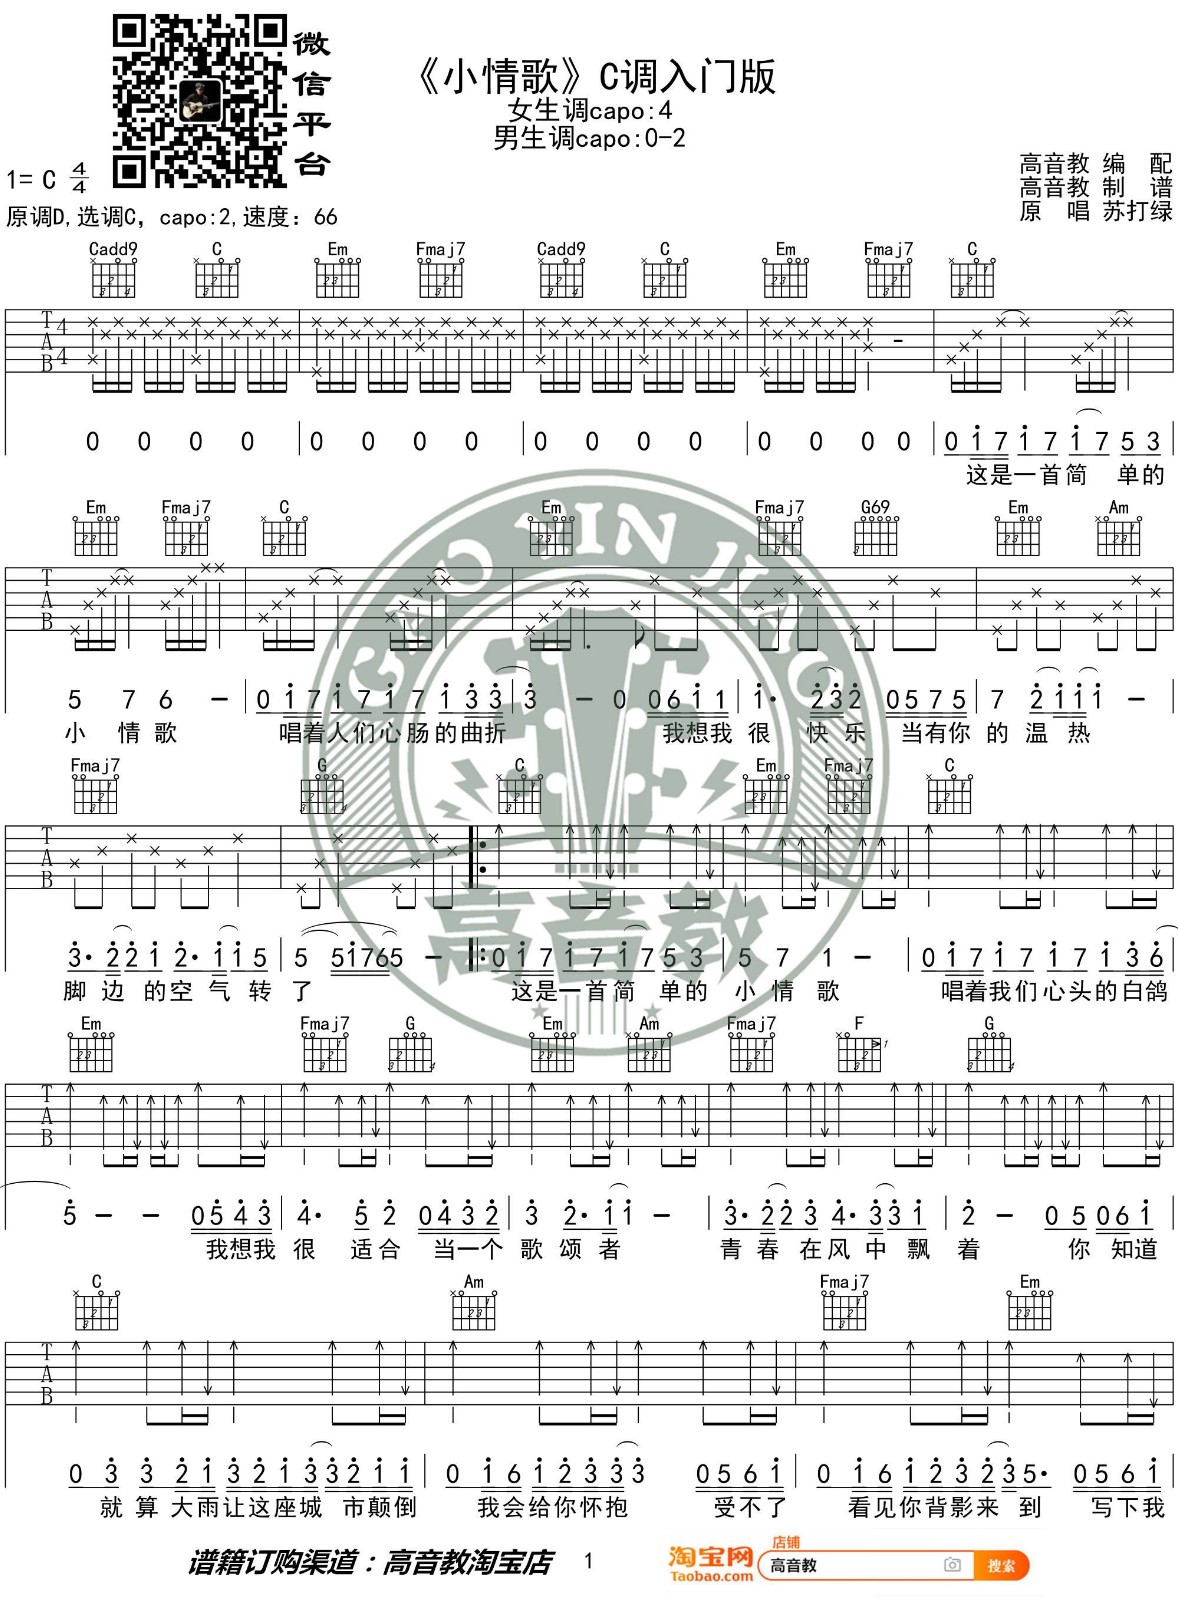 微信平台
《小情歌》C调入门版
女生调capo:4
男生调capo:0-2
1= C 4/4
高音教 编 配
高音教 制 谱
原 唱 苏打绿
原调D,选调C, capo:2,速度: 66
Cadd9 C Em Fmaj7 Cadd9 C Em Fmaj7 C
T A B 4/4
0 0 0 0 0 0 0 0 0 0 0 0 0 0 0 0 0 1 7 1 7 1 7 5 3
这是一首简 单的
Em Fmaj7 C Em Fmaj7 G69 Em Am
T A B
5 7 6 - 0 1 7 1 7 1 7 1 3 3 3 - 0 0 6 1 1 1· 2 3 2 0 5 7 5 7 2 1 1 1 -
小 情 歌 唱着人们心肠的曲折 我想我 很 快 乐 当有你 的 温 热
Fmaj7 G C Em Fmaj7 C
T A B
3· 2 2 1 2· 1 1 5 5 5 1 7 6 5 - 0 1 7 1 7 1 7 5 3 5 7 1 - 0 1 7 1 7 1 7 1 3 6
脚 边 的空 气 转 了 这是一首简 单的 小 情 歌 唱着我们心头的白鸽
Em Fmaj7 G Em Am Fmaj7 F G
T A B
5 - - 0 5 4 3 4· 5 2 0 4 3 2 3 2· 1 1 - 3· 2 2 3 4· 3 3 1 2 - 0 5 0 6 1
我想我 很 适合 当一个 歌 颂 者 青 春 在风中飘 着 你 知道
C Am Fmaj7 Em
T A B
0 3 3 2 1 3 2 1 3 3 2 1 1 0 1 6 1 2 3 3 3 0 5 6 1 0 1 6 1 2 3 2 3 5· 0 5 6 1
就 算 大雨让这座城 市颠倒 我会给你怀抱 受不了 看见你背影来 到 写下我
谱籍订购渠道：高音教淘宝店 1
淘宝网 Taobao.com 店铺 高音教 搜索
GAO YIN JIAO
高音教